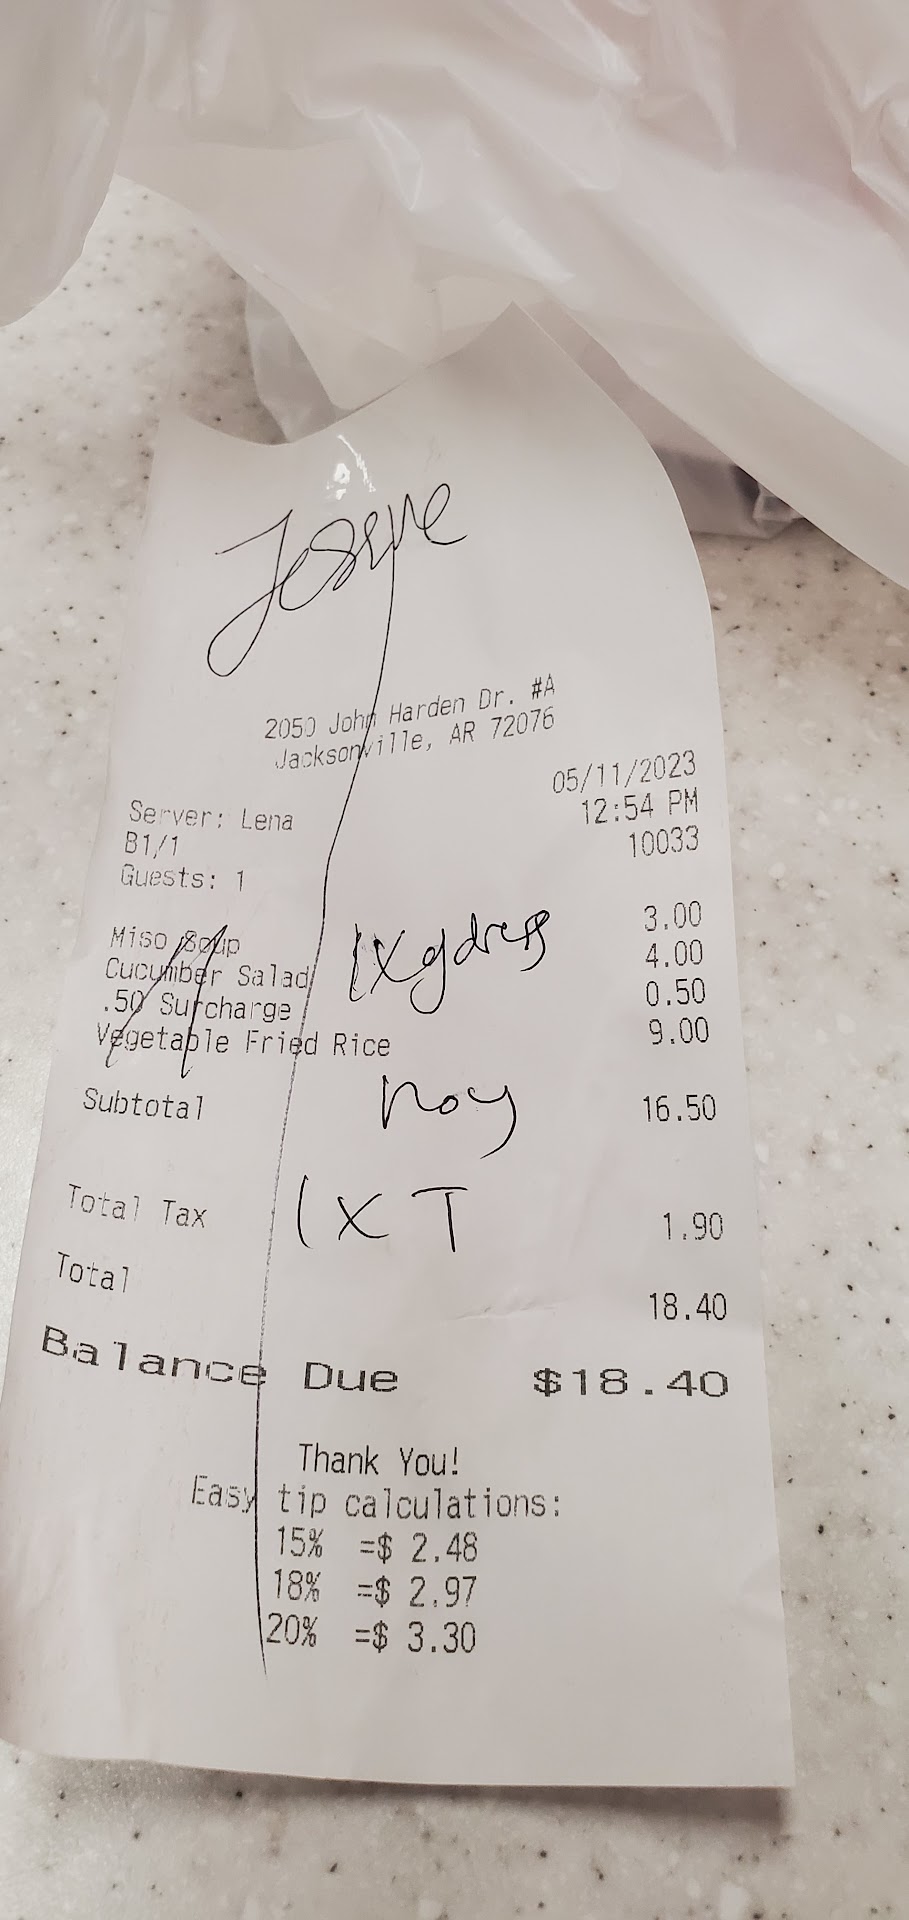 2050 John Harden Dr. #A
Jacksonville, AR 72076
05/11/2023
Server: Lena 12:54 PM
B1/1 10033
Guests: 1
Miso Soup 3.00
Cucumber Salad 4.00
.50 Surcharge 0.50
Vegetable Fried Rice 9.00
Subtotal 16.50
1 X T
Total Tax 1.90
Total 18.40
Balance Due $18.40
Thank You!
Easy tip calculations:
15% =$ 2.48
18% =$ 2.97
20% =$ 3.30